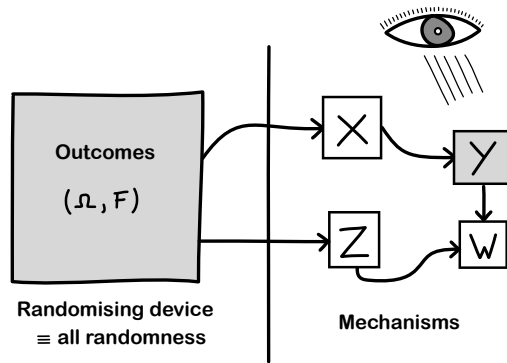 Outcomes
(Ω, F)
Randomising device
≡ all randomness
X
Y
Z
W
Mechanisms